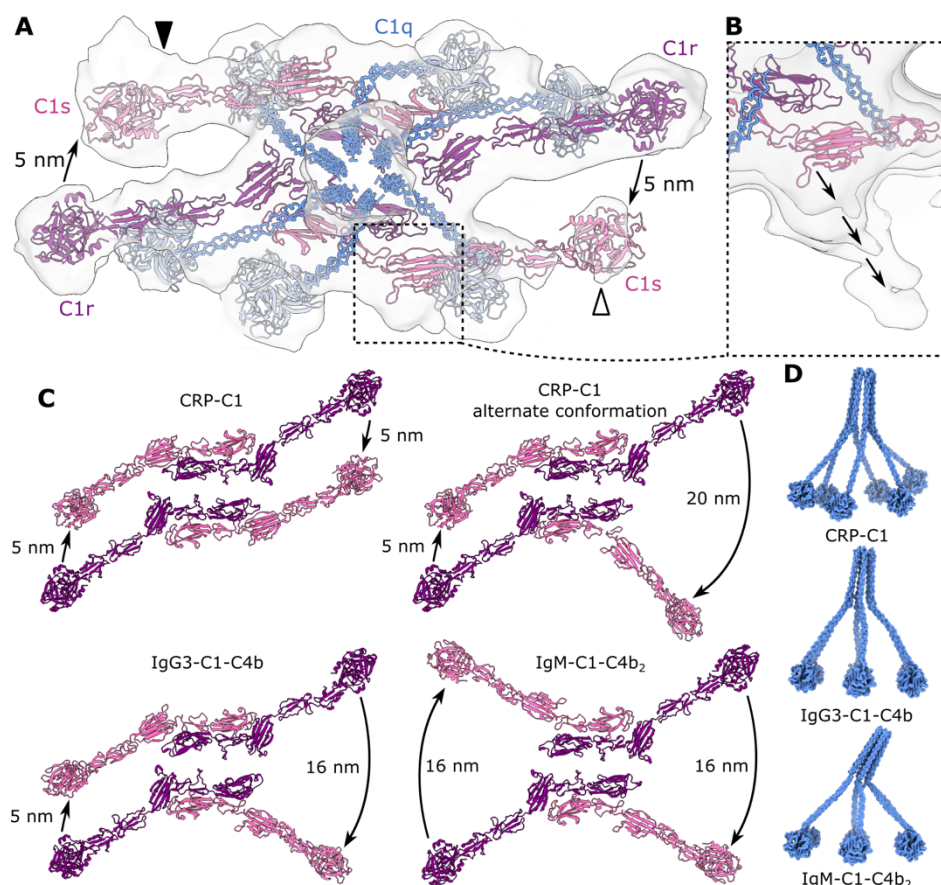 A
C1q
C1r
B
C1s
5 nm
5 nm
C1r
C1s
C
CRP-C1
CRP-C1
alternate conformation
D
5 nm
20 nm
5 nm
5 nm
CRP-C1
IgG3-C1-C4b
IgM-C1-C4b₂
IgG3-C1-C4b
16 nm
16 nm
16 nm
5 nm
IgM-C1-C4b₂